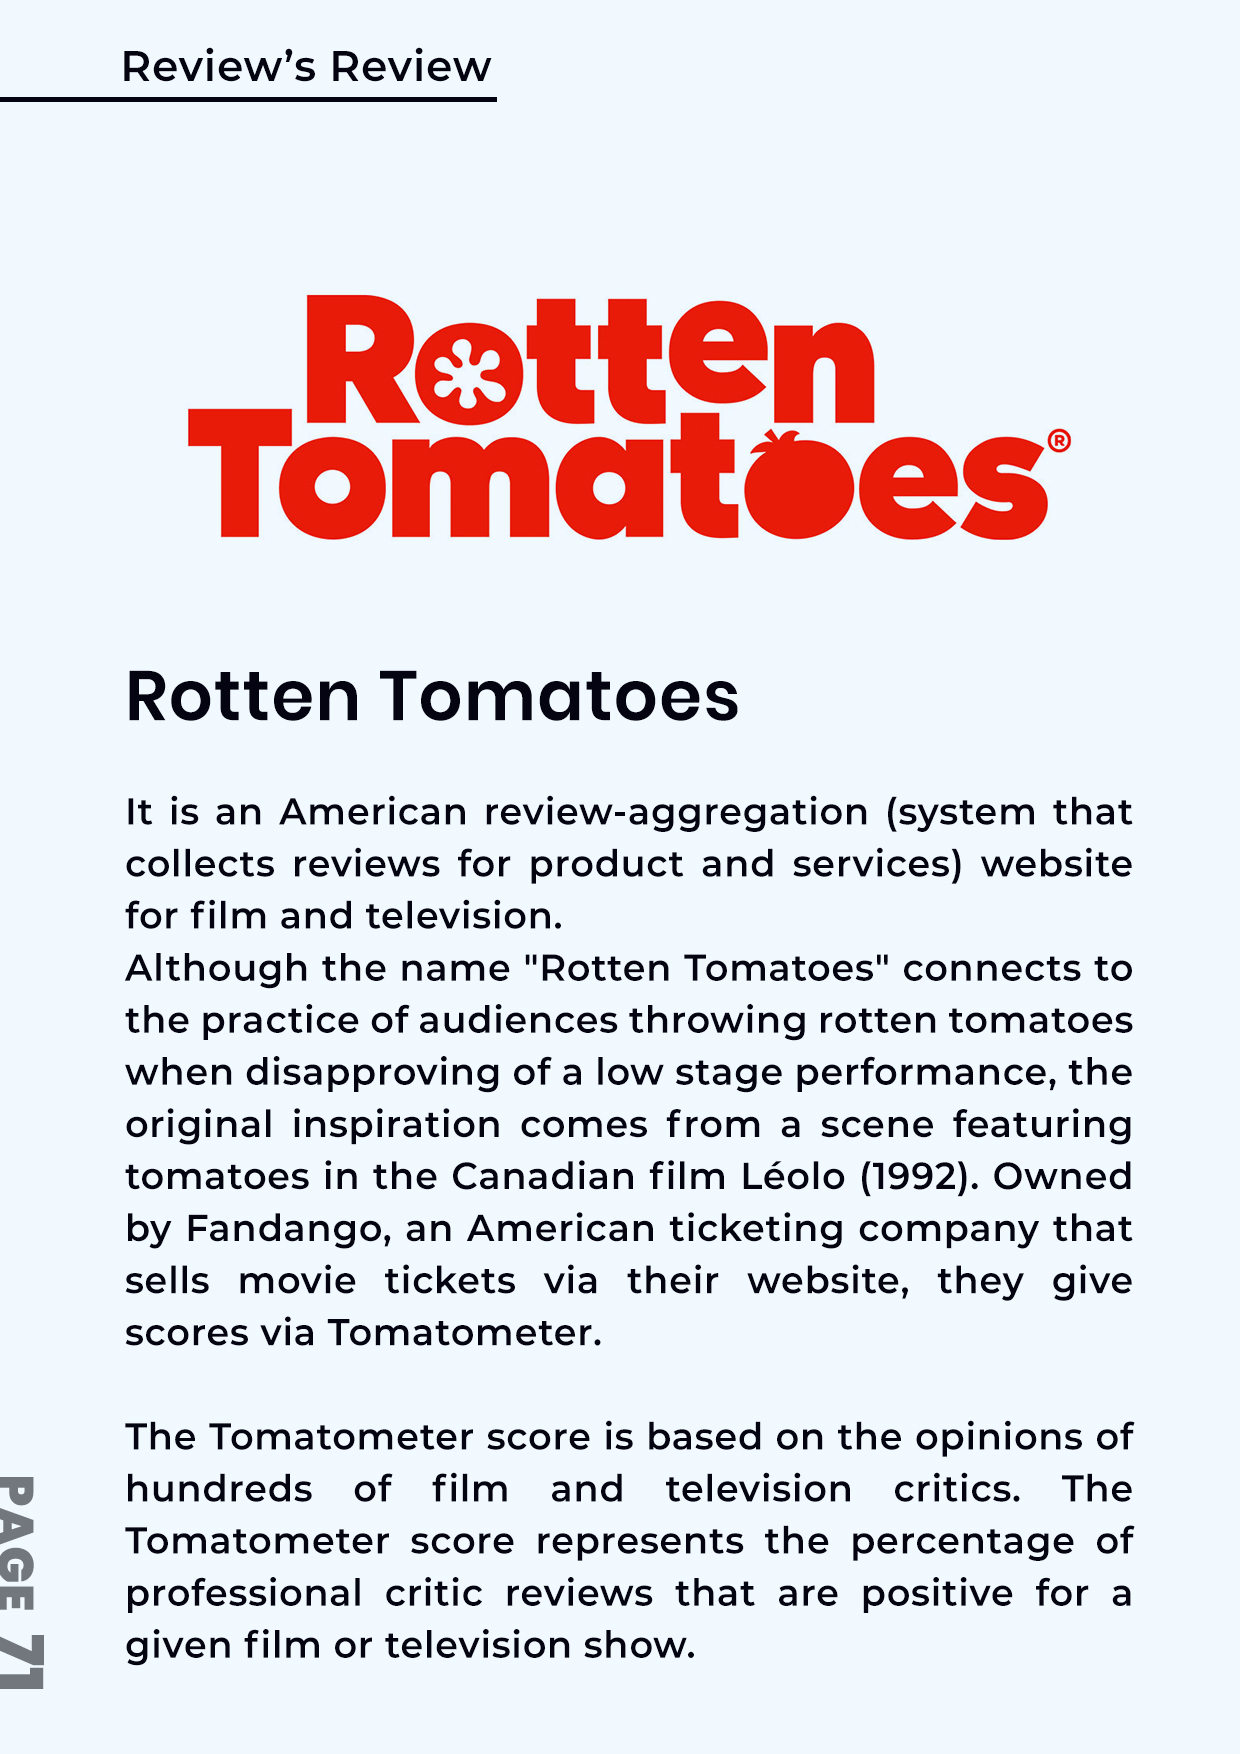 Review’s Review
Rotten
Tomatoes®
Rotten Tomatoes
It is an American review-aggregation (system that
collects reviews for product and services) website
for film and television.
Although the name "Rotten Tomatoes" connects to
the practice of audiences throwing rotten tomatoes
when disapproving of a low stage performance, the
original inspiration comes from a scene featuring
tomatoes in the Canadian film Léolo (1992). Owned
by Fandango, an American ticketing company that
sells movie tickets via their website, they give
scores via Tomatometer.
The Tomatometer score is based on the opinions of
hundreds of film and television critics. The
Tomatometer score represents the percentage of
professional critic reviews that are positive for a
given film or television show.
PAGE 71